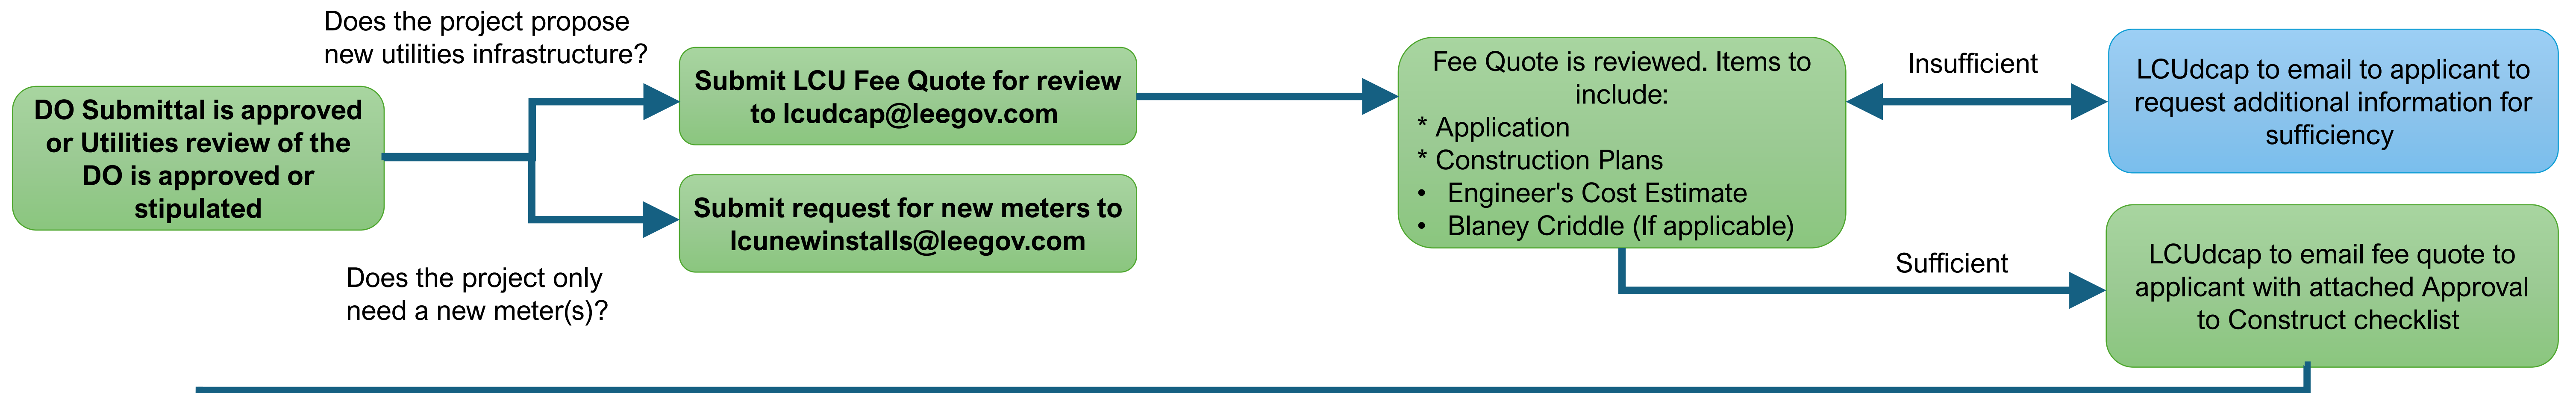 Does the project propose
new utilities infrastructure?
DO Submittal is approved
or Utilities review of the
DO is approved or
stipulated
Submit LCU Fee Quote for review
to lcudcap@leegov.com
Submit request for new meters to
lcunewinstalls@leegov.com
Does the project only
need a new meter(s)?
Fee Quote is reviewed. Items to
include:
* Application
* Construction Plans
• Engineer's Cost Estimate
• Blaney Criddle (If applicable)
Insufficient
LCUdcap to email to applicant to
request additional information for
sufficiency
Sufficient
LCUdcap to email fee quote to
applicant with attached Approval
to Construct checklist